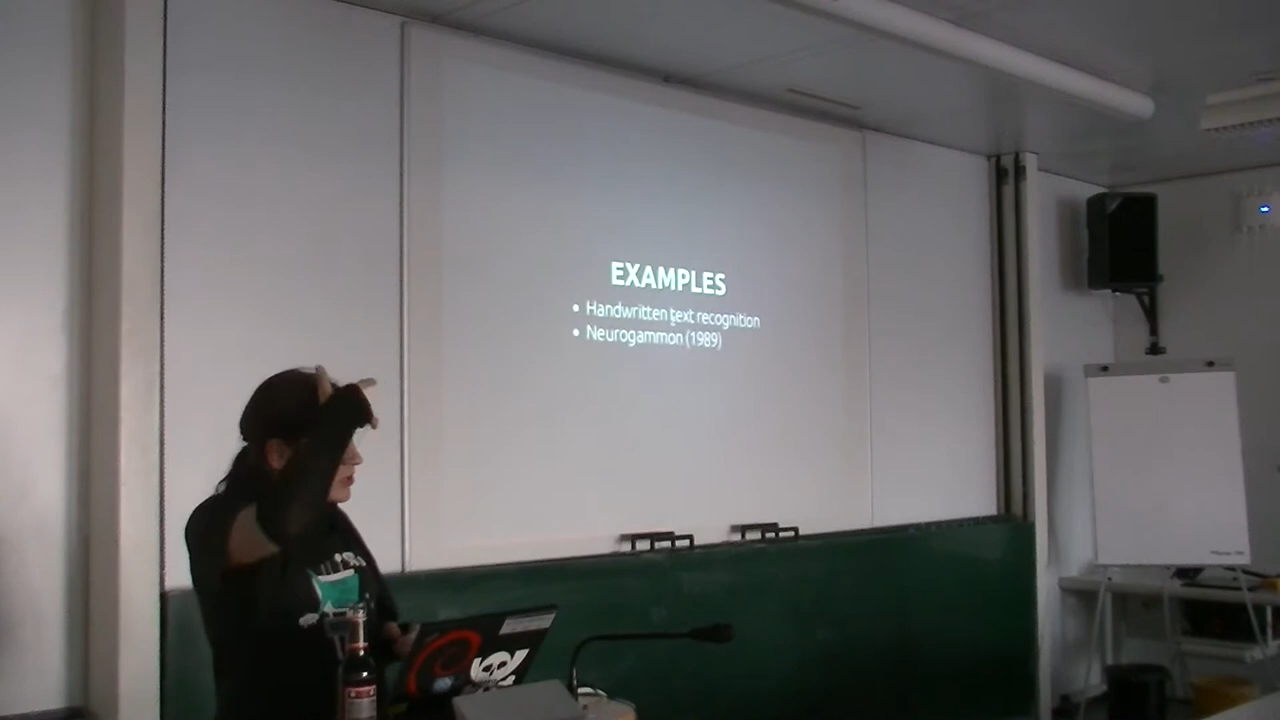 EXAMPLES
• Handwritten text recognition
• Neurogammon (1989)